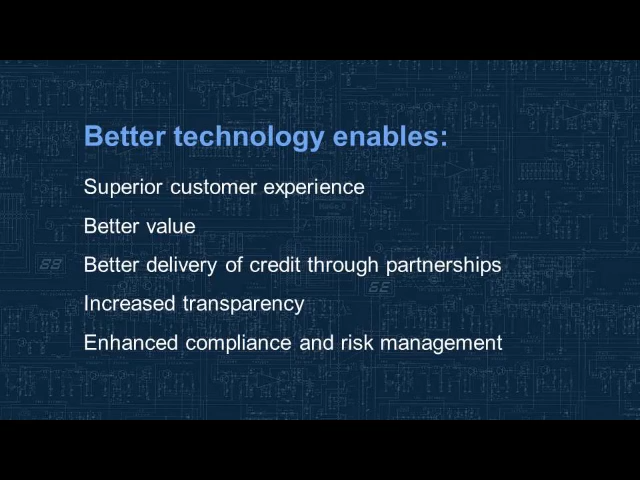 Better technology enables:
Superior customer experience
Better value
Better delivery of credit through partnerships
Increased transparency
Enhanced compliance and risk management